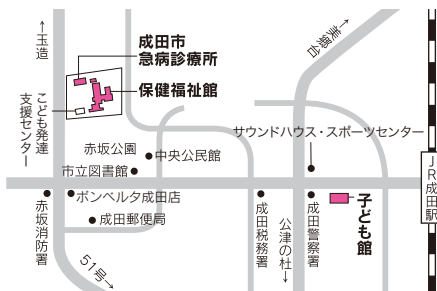 ←玉造
成田市
急病診療所
保健福祉館
こども発達
支援センター
←美郷台
サウンドハウス・スポーツセンター
赤坂公園
中央公民館
市立図書館
ボンベルタ成田店
成田郵便局
赤坂消防署
51号→
成田税務署
公津の杜→
成田警察署
子ども館
JR成田駅